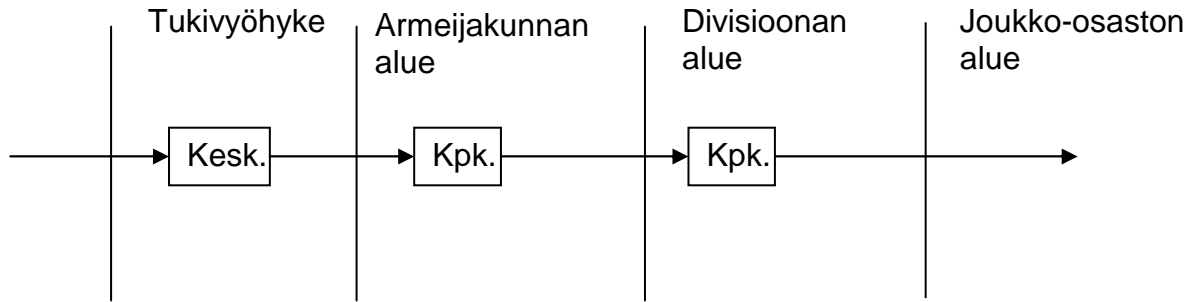 Tukivyöhyke
Armeijakunnan
alue
Divisioonan
alue
Joukko-osaston
alue
Kesk.
Kpk.
Kpk.